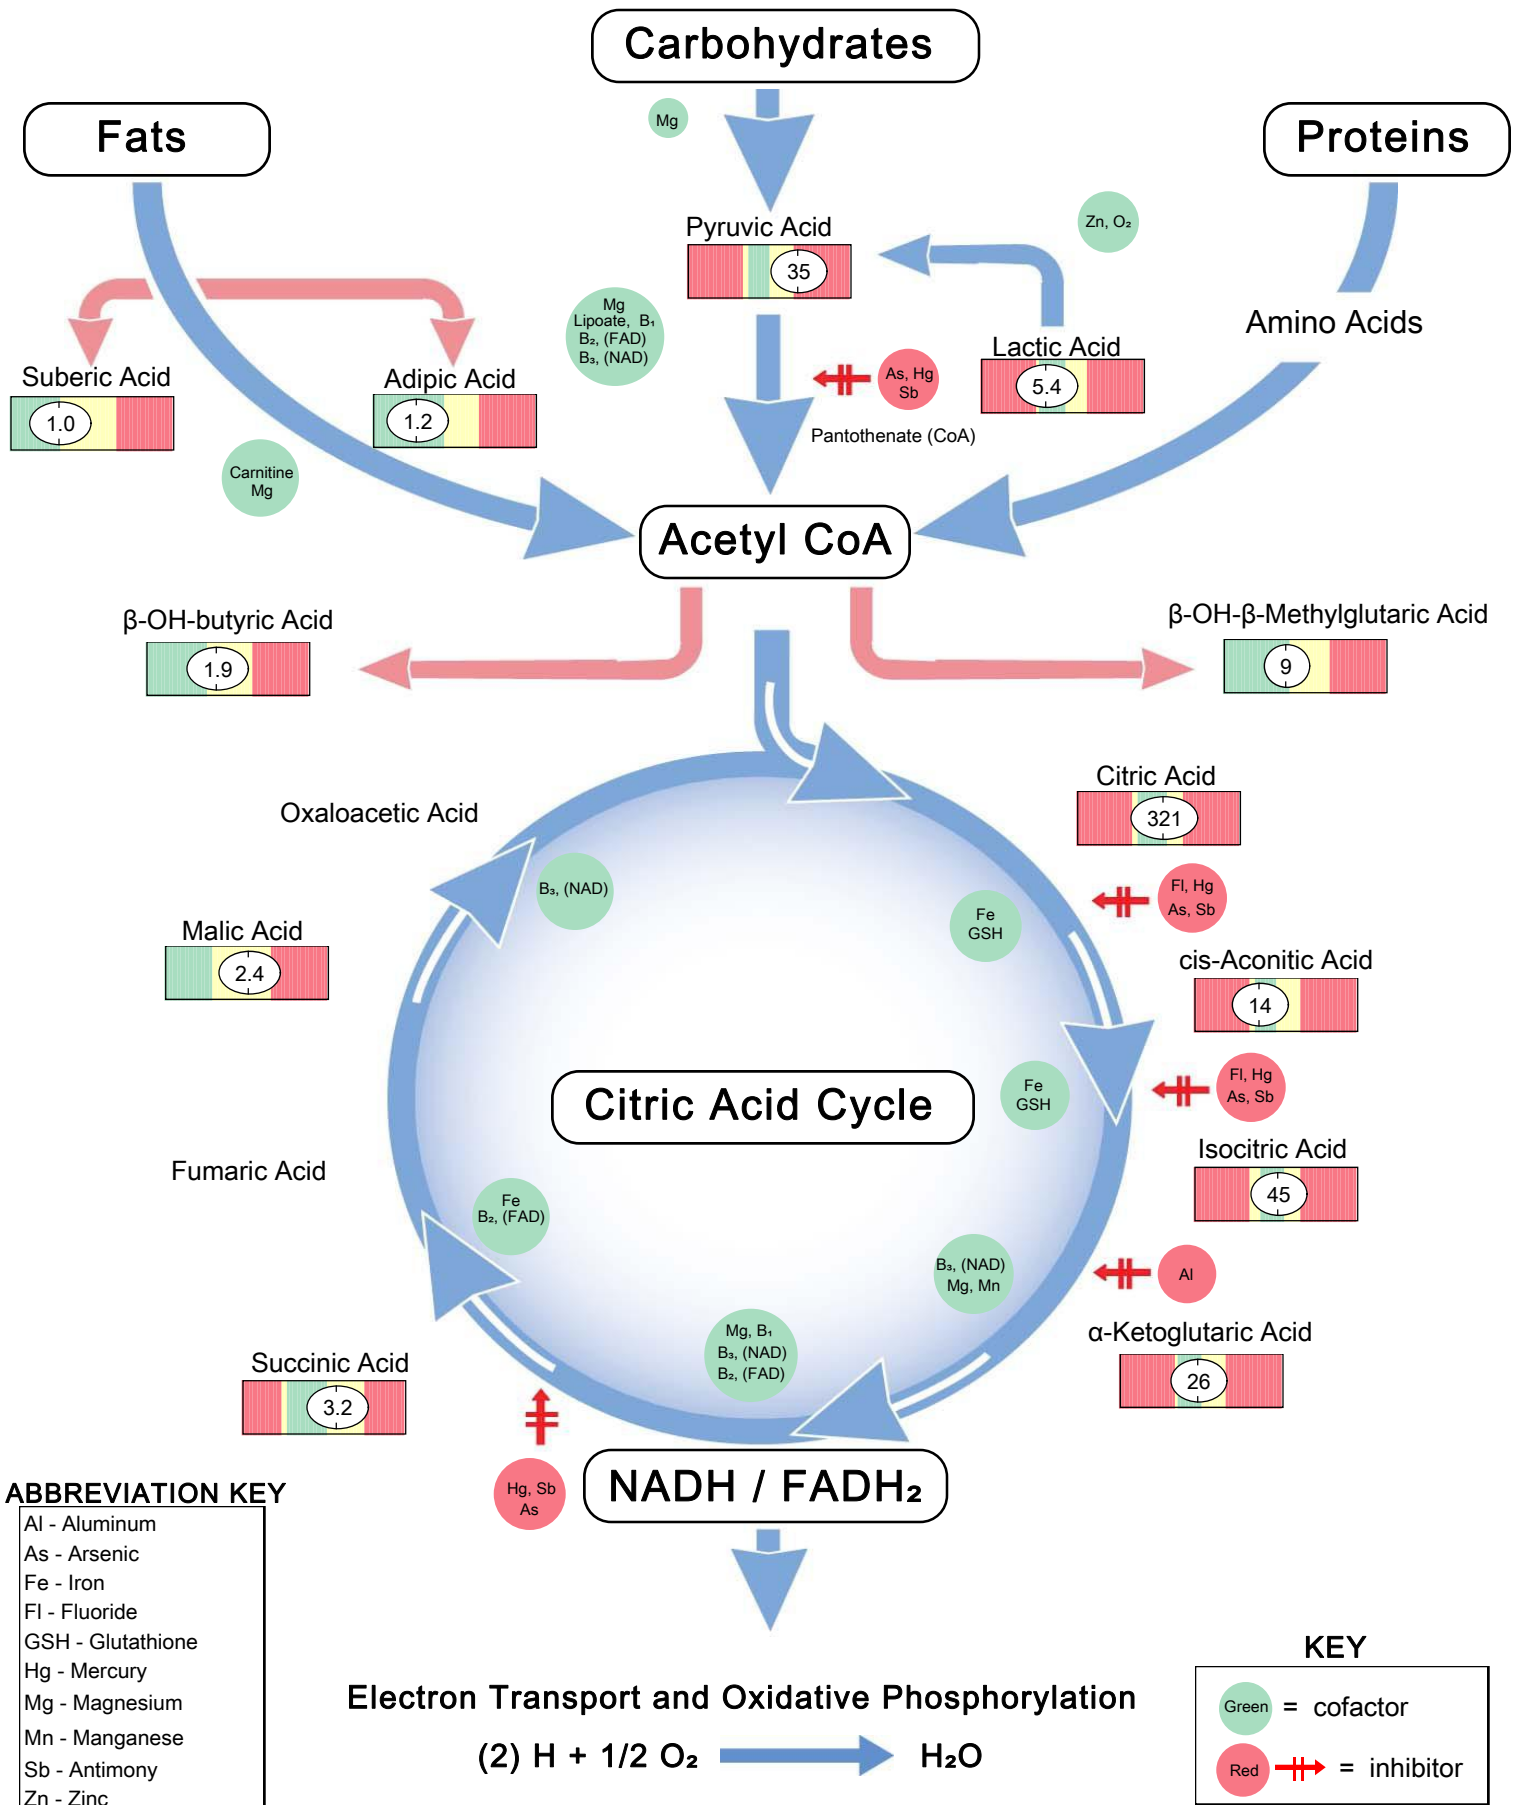 Carbohydrates
Fats
Mg
Proteins
Pyruvic Acid
35
Zn, O₂
Mg
Lipoate, B₁
B₂, (FAD)
B₃, (NAD)
Amino Acids
Lactic Acid
5.4
As, Hg
Sb
Suberic Acid
1.0
Adipic Acid
1.2
Pantothenate (CoA)
Carnitine
Mg
Acetyl CoA
β-OH-butyric Acid
1.9
β-OH-β-Methylglutaric Acid
9
Citric Acid
321
Oxaloacetic Acid
B₃, (NAD)
Fl, Hg
As, Sb
Fe
GSH
Malic Acid
2.4
cis-Aconitic Acid
14
Fe
GSH
Fl, Hg
As, Sb
Citric Acid Cycle
Isocitric Acid
45
Fumaric Acid
Fe
B₂, (FAD)
B₃, (NAD)
Mg, Mn
Al
Mg, B₁
B₃, (NAD)
B₂, (FAD)
α-Ketoglutaric Acid
26
Succinic Acid
3.2
Hg, Sb
As
NADH / FADH₂
ABBREVIATION KEY
Al - Aluminum
As - Arsenic
Fe - Iron
Fl - Fluoride
GSH - Glutathione
Hg - Mercury
Mg - Magnesium
Mn - Manganese
Sb - Antimony
Zn - Zinc
Electron Transport and Oxidative Phosphorylation
(2) H + 1/2 O₂ H₂O
KEY
Green = cofactor
Red = inhibitor